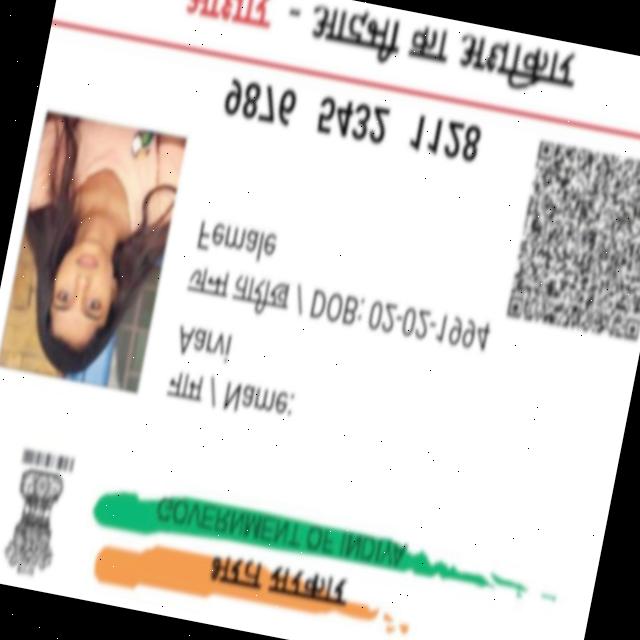 भारत सरकार
GOVERNMENT OF INDIA
नाम / Name:
Aarvi
जन्म तारीख / DOB: 02-02-1994
Female
9876 5432 1128
आधार - आदमी का अधिकार